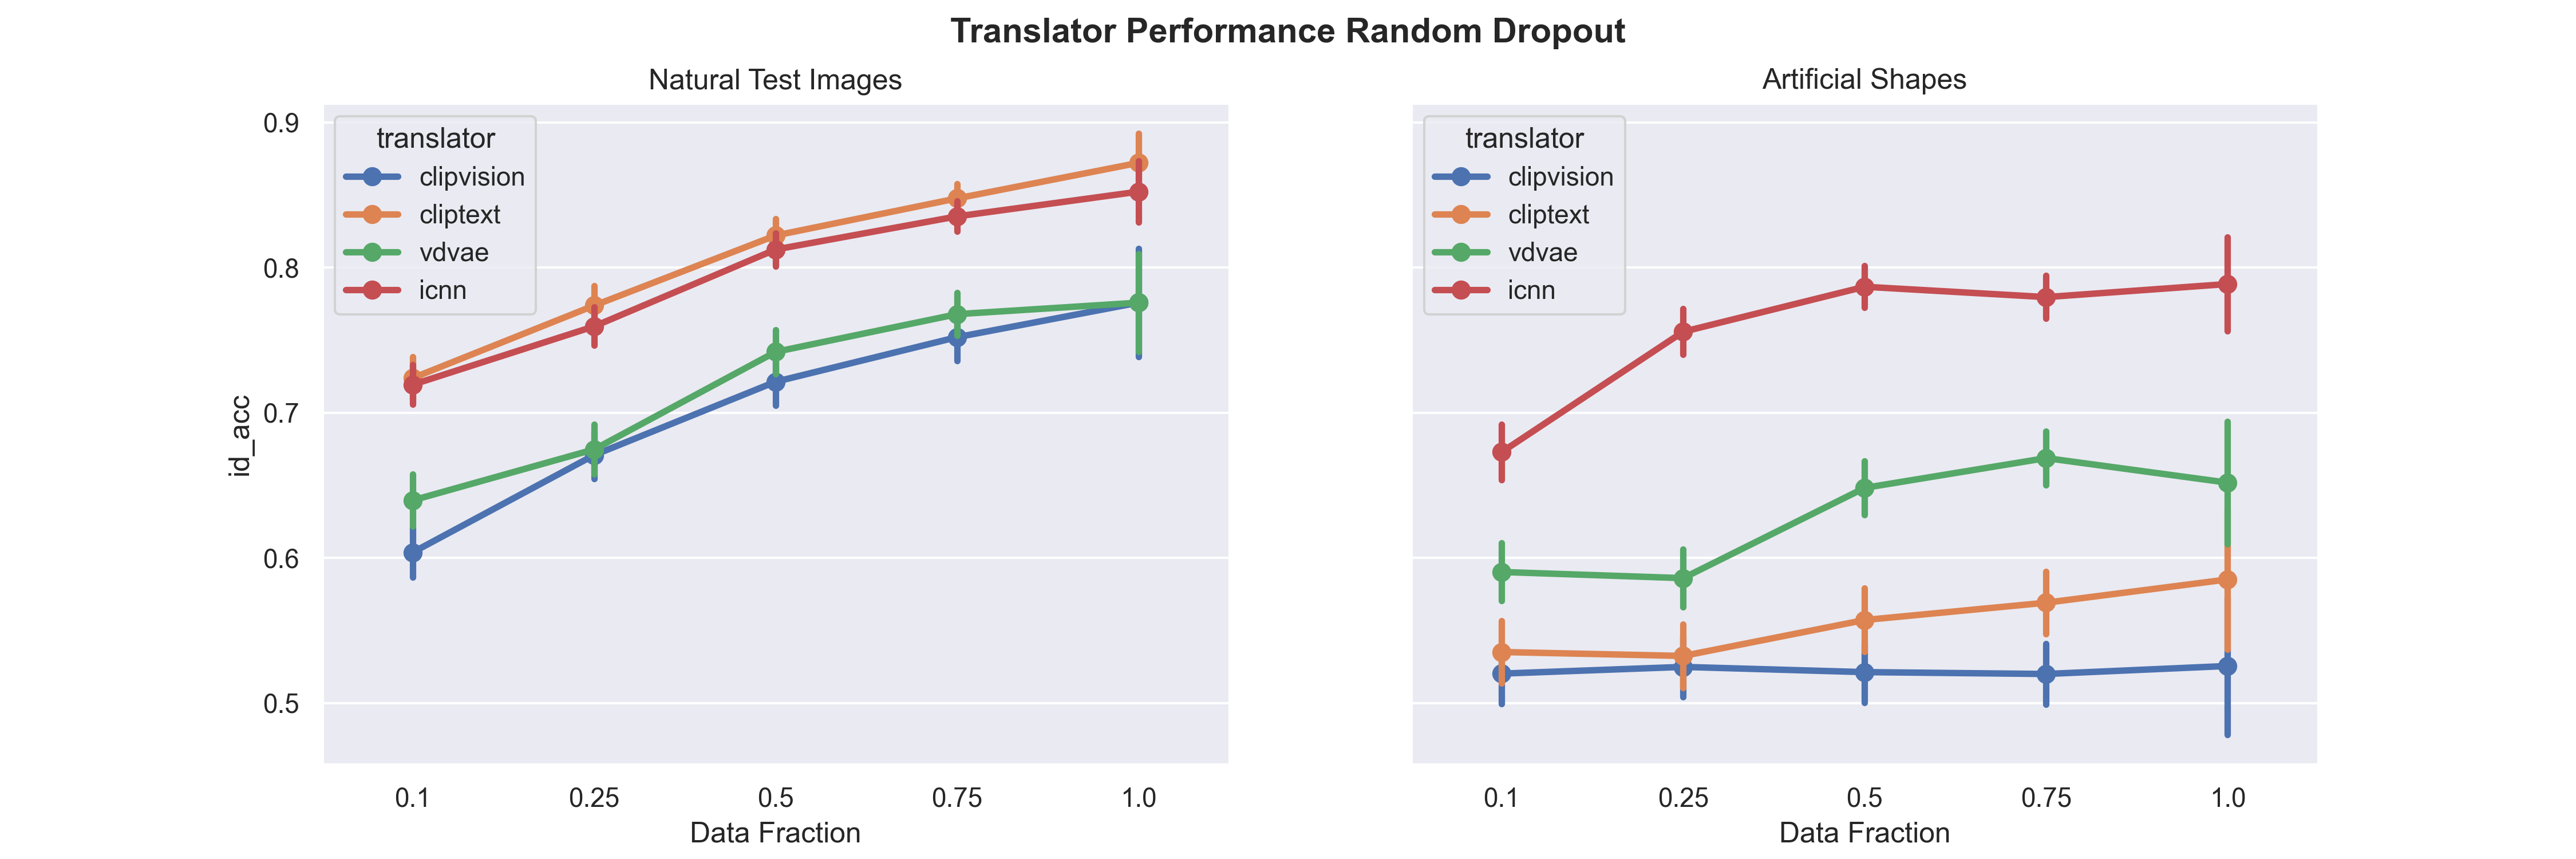 Translator Performance Random Dropout
Natural Test Images
translator
clipvision
cliptext
vdvae
icnn
0.9
0.8
0.7
0.6
0.5
id_acc
0.1 0.25 0.5 0.75 1.0
Data Fraction
Artificial Shapes
translator
clipvision
cliptext
vdvae
icnn
0.1 0.25 0.5 0.75 1.0
Data Fraction